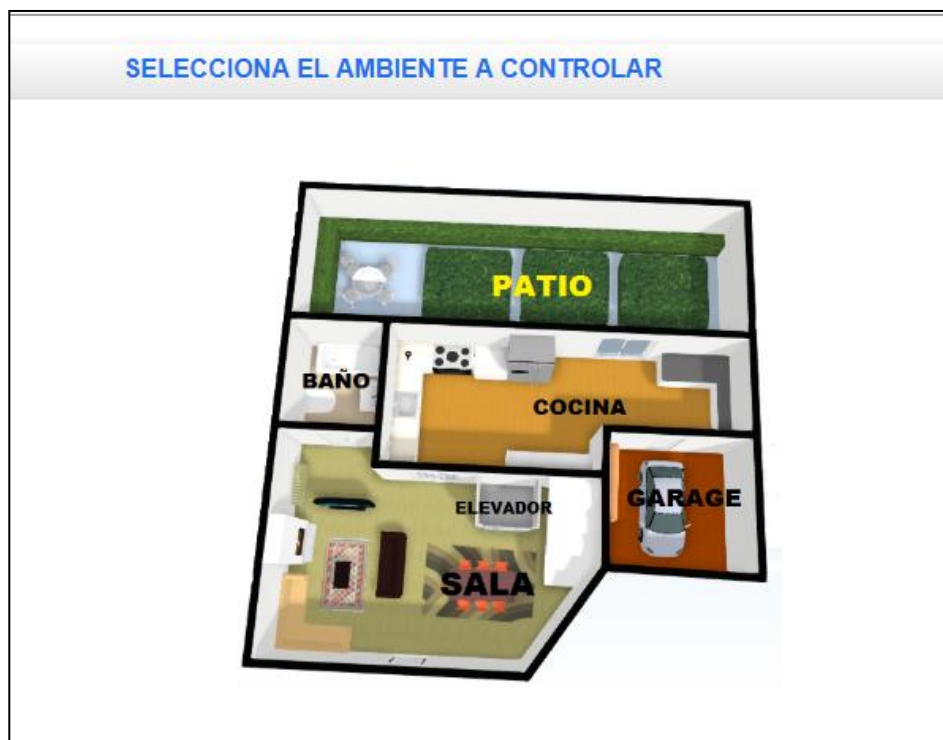 SELECCIONA EL AMBIENTE A CONTROLAR
PATIO
BAÑO
COCINA
ELEVADOR
GARAGE
SALA